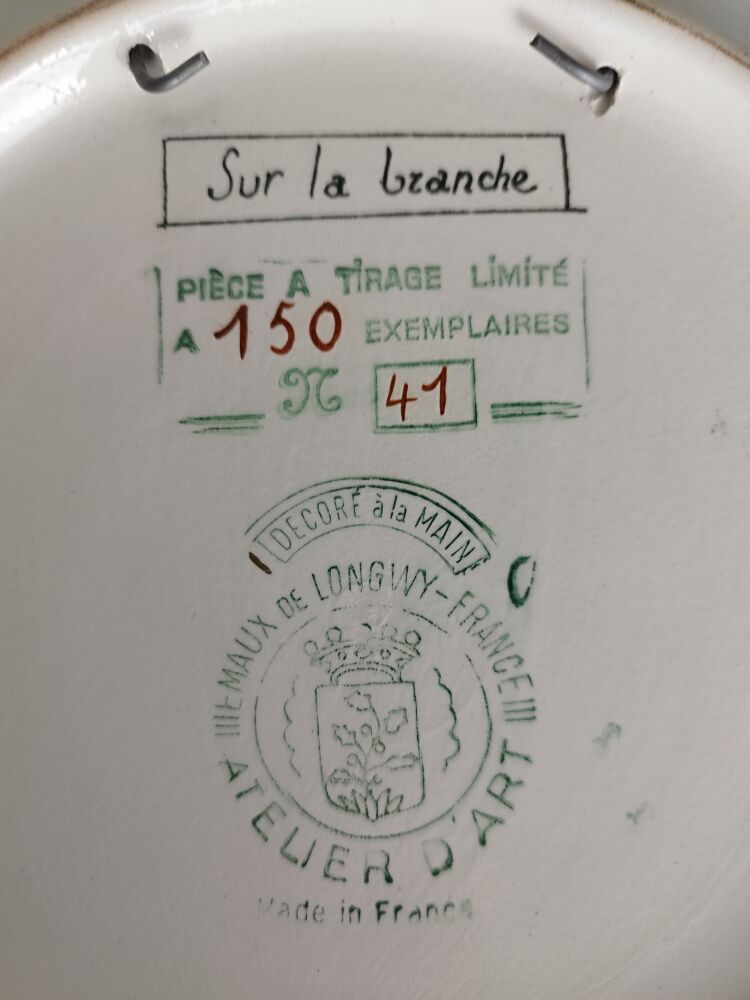 Sur la branche
PIÈCE A TIRAGE LIMITÉ
A 150 EXEMPLAIRES
N 41
DECORÉ à la MAIN
EMAUX DE LONGWY-FRANCE
ATELIER D'ART
Made in France